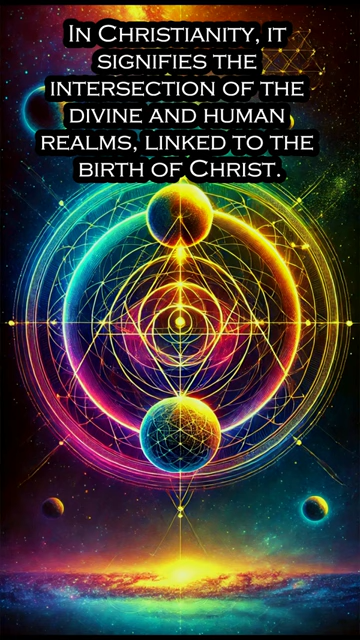 In Christianity, it
signifies the
intersection of the
divine and human
realms, linked to the
birth of Christ.